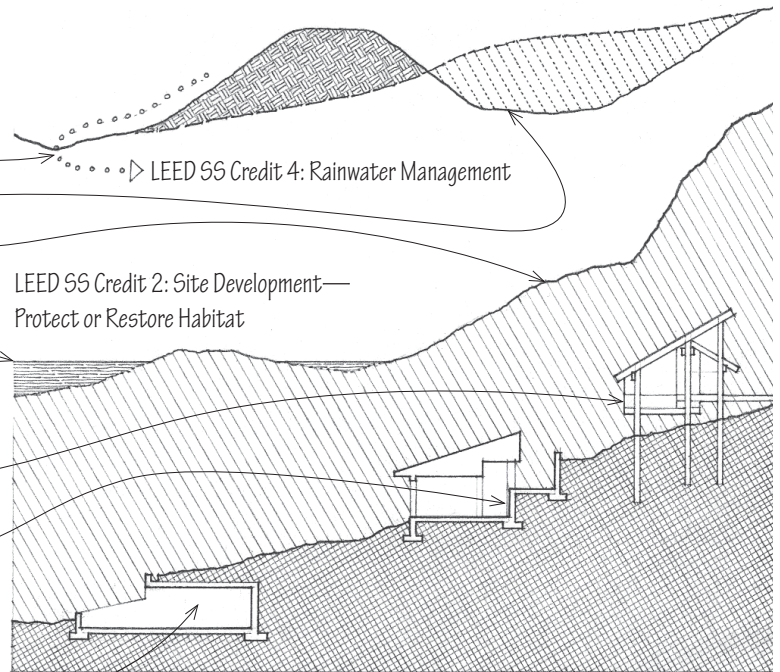 LEED SS Credit 4: Rainwater Management
LEED SS Credit 2: Site Development—
Protect or Restore Habitat